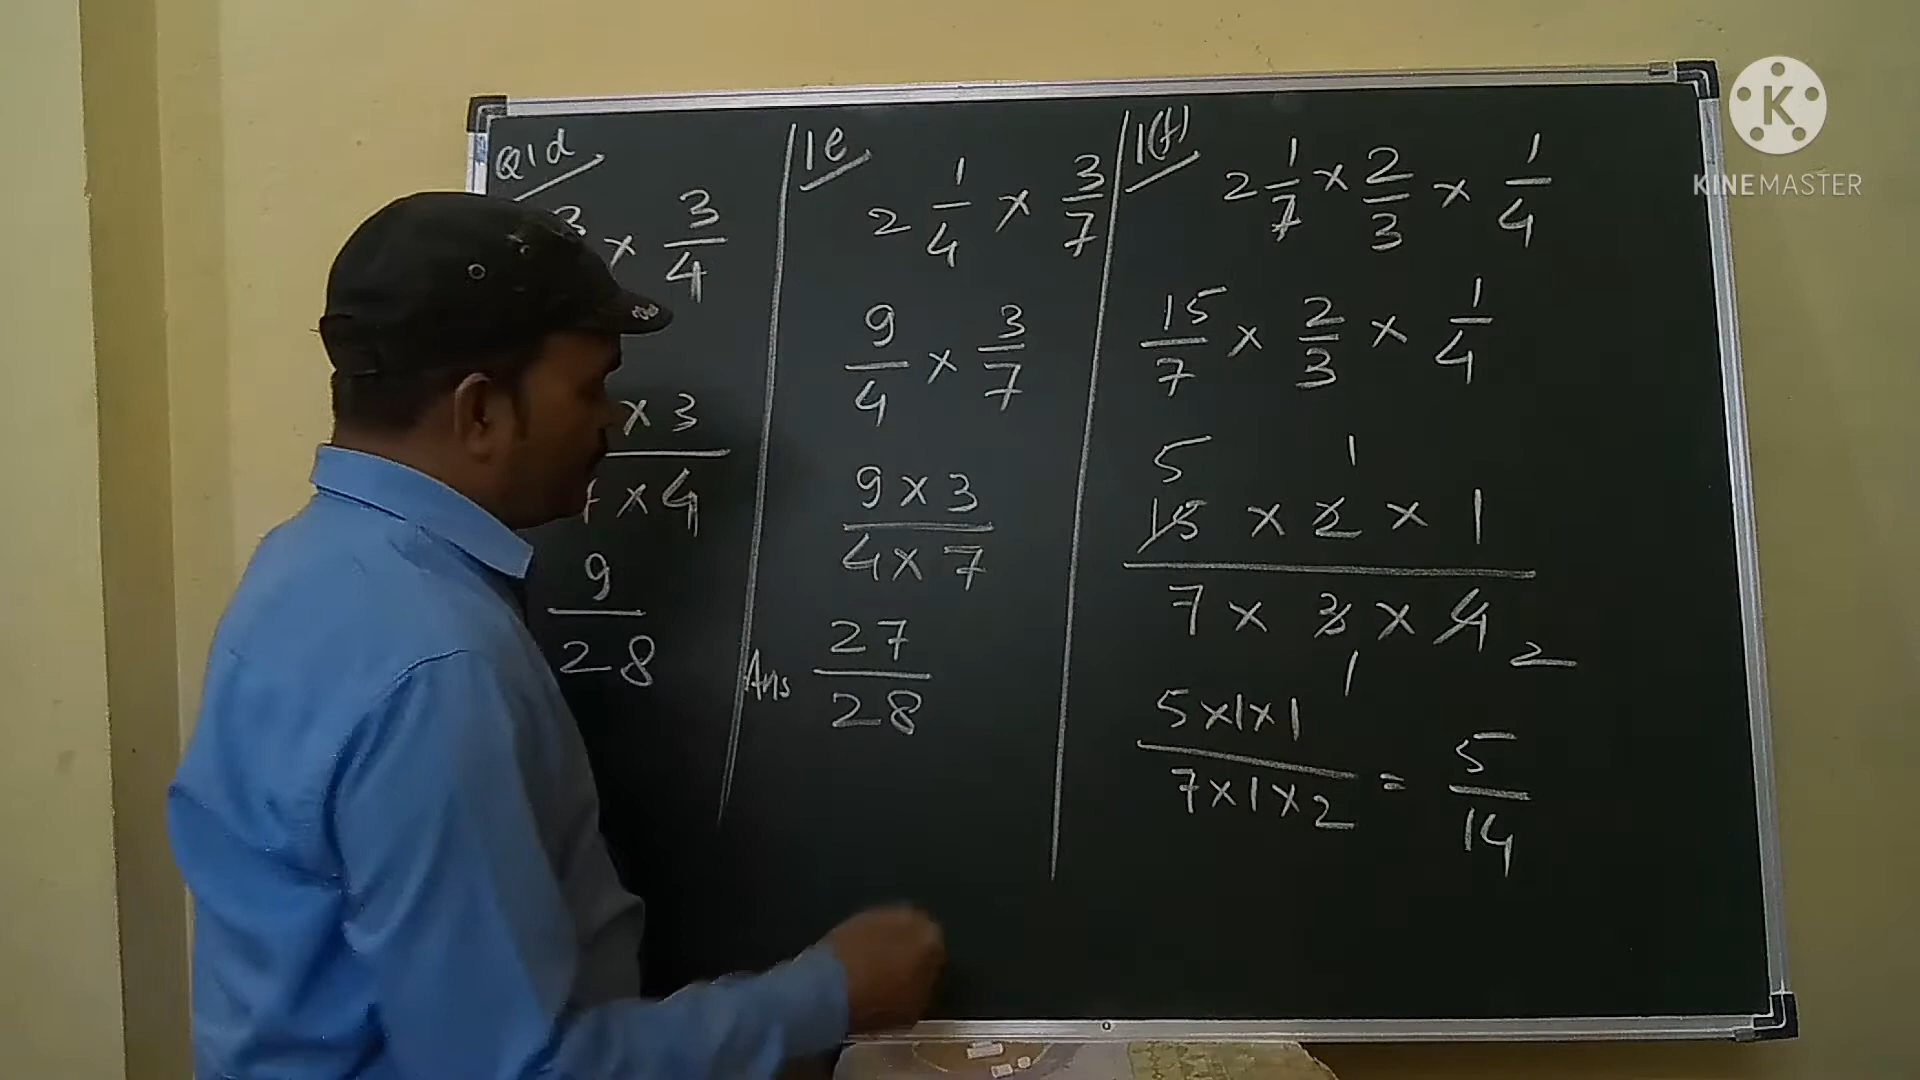 Q1d
3 × 3/4
× 3
7 × 4
9/28
1e
2 1/4 × 3/7
9/4 × 3/7
9 × 3
4 × 7
Ans 27/28
1(f)
2 1/7 × 2/3 × 1/4
15/7 × 2/3 × 1/4
5 1
15 × 2 × 1
7 × 3 × 4 2
1
5×1×1
7×1×2 = 5/14
K
KINEMASTER